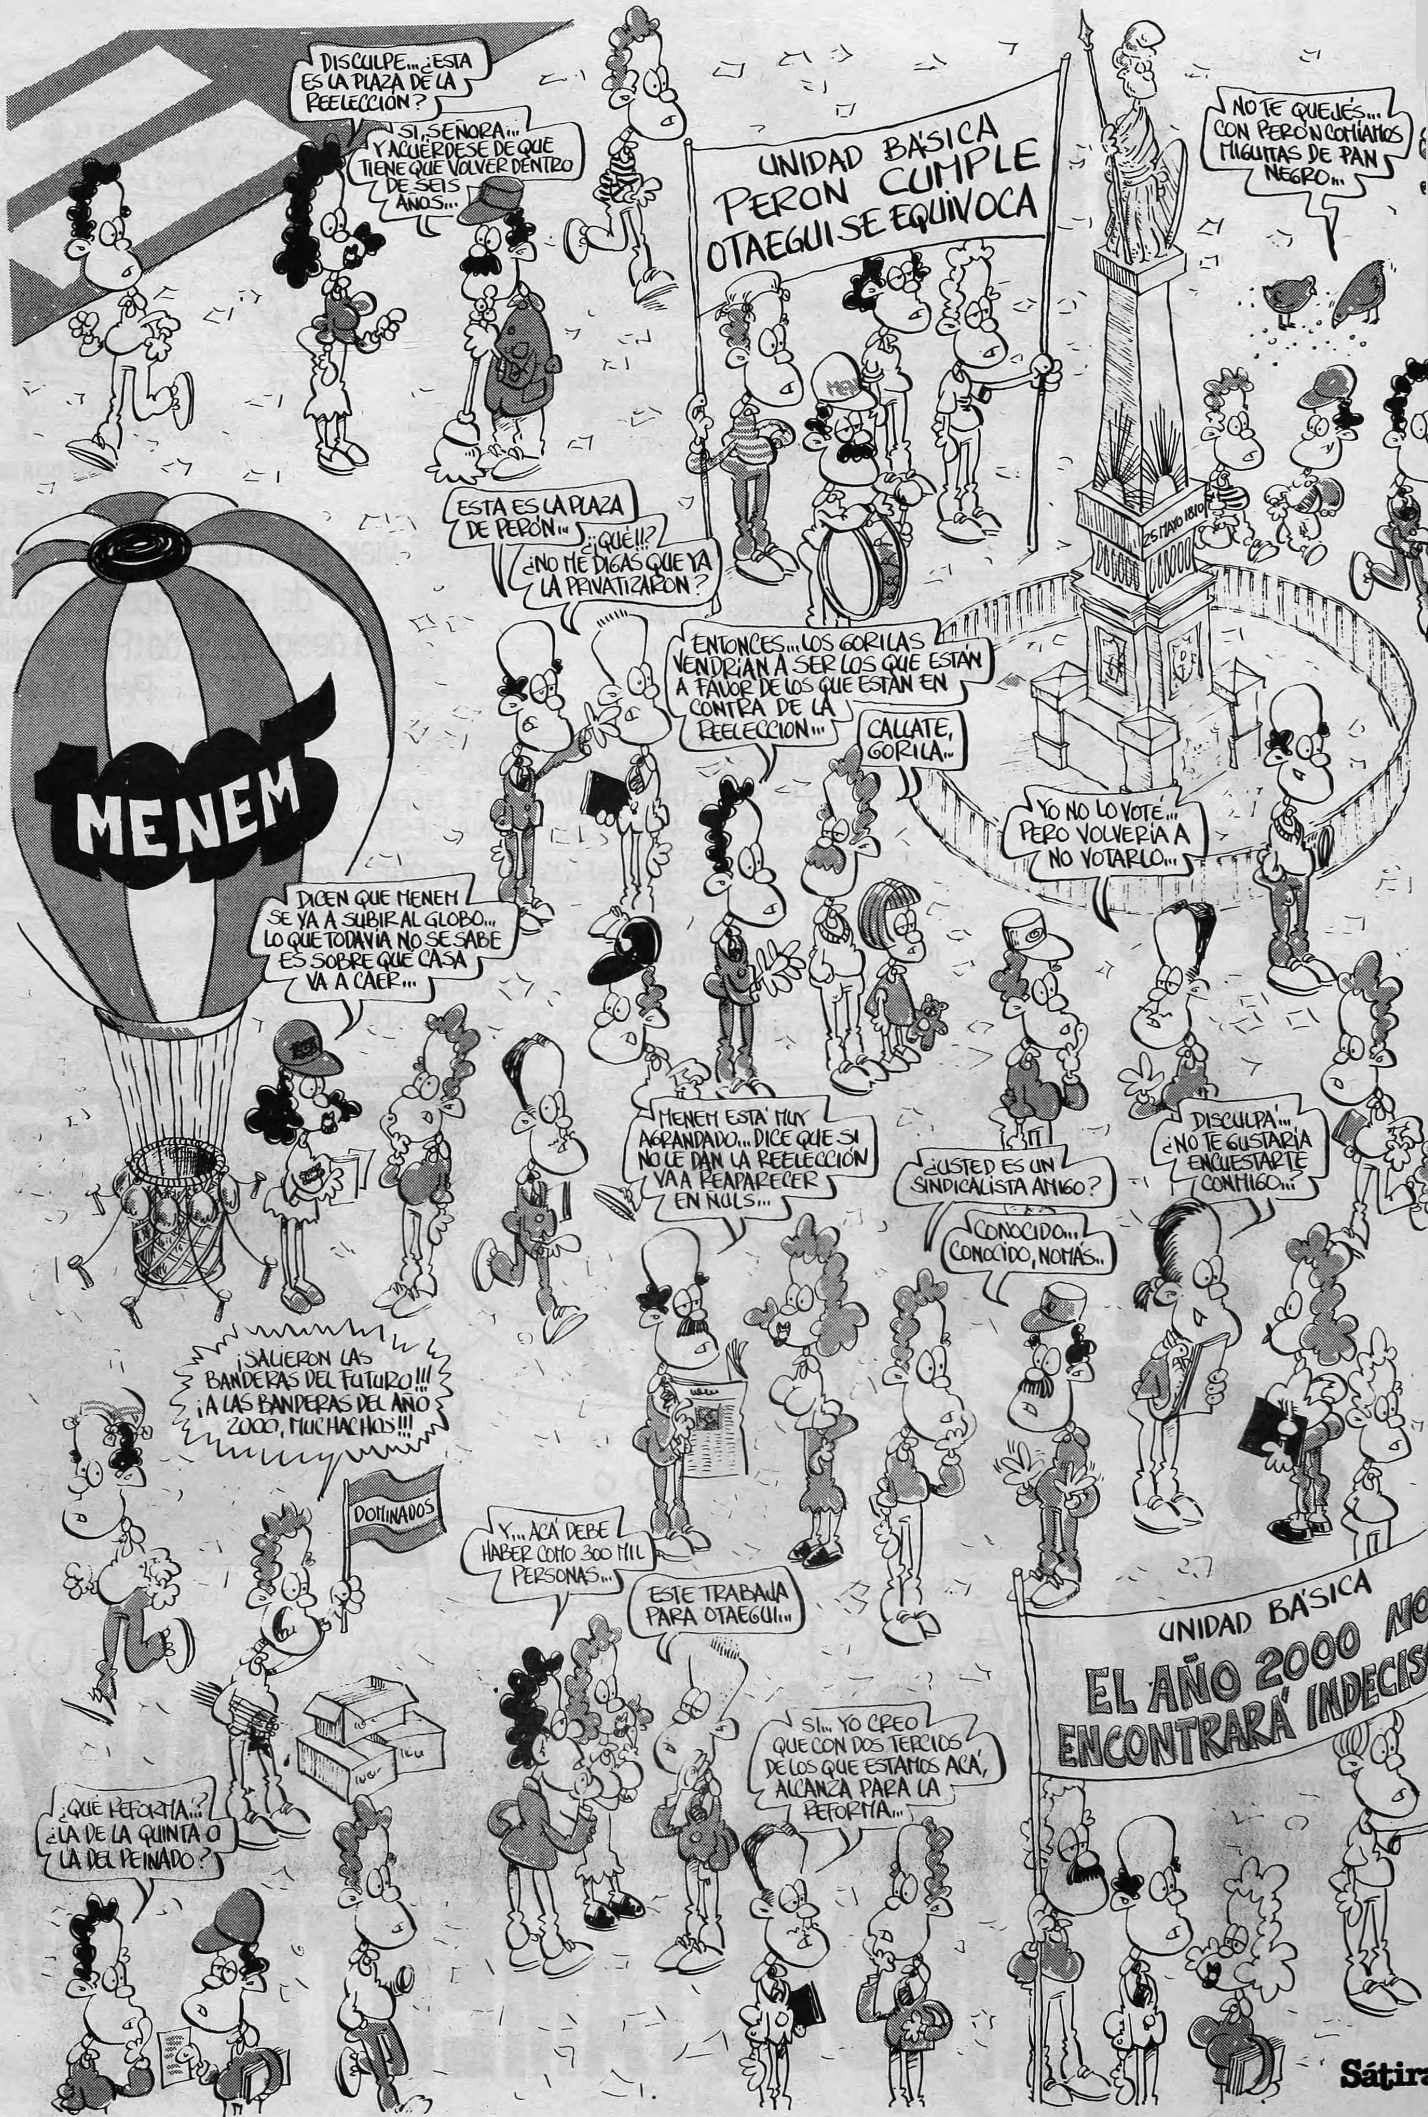 DISCULPE... ¿ESTA
ES LA PLAZA DE LA
REELECCIÓN?
SI, SEÑORA...
Y ACUÉRDESE DE QUE
TIENE QUE VOLVER DENTRO
DE SEIS
AÑOS...
UNIDAD BÁSICA
PERON CUMPLE
OTAEGUI SE EQUIVOCA
NO TE QUEJÉS...
CON PERÓN COMÍAMOS
MIGUITAS DE PAN
NEGRO...
25 MAYO 1810
ESTA ES LA PLAZA
DE PERÓN...
¡¡QUÉ!!?
¿NO ME DIGAS QUE YA
LA PRIVATIZARON?
ENTONCES... LOS GORILAS
VENDRÍAN A SER LOS QUE ESTÁN
A FAVOR DE LOS QUE ESTÁN EN
CONTRA DE LA
REELECCION...
CALLATE,
GORILA...
1995
MENEM
YO NO LO VOTÉ...
PERO VOLVERÍA A
NO VOTARLO...
DICEN QUE MENEM
SE VA A SUBIR AL GLOBO...
LO QUE TODAVÍA NO SE SABE
ES SOBRE QUE CASA
VA A CAER...
MENEM ESTÁ MUY
AGRANDADO... DICE QUE SI
NO LE DAN LA REELECCIÓN
VA A REAPARECER
EN ÑULS...
¿USTED ES UN
SINDICALISTA AMIGO?
CONOCIDO...
CONOCIDO, NOMÁS..
DISCULPÁ...
¿NO TE GUSTARÍA
ENCUESTARTE
CONMIGO...
¡SALIERON LAS
BANDERAS DEL FUTURO!!!
¡A LAS BANDERAS DEL AÑO
2000, MUCHACHOS!!!
DOMINADOS
Y... ACÁ DEBE
HABER COMO 300 MIL
PERSONAS...
ESTE TRABAJA
PARA OTAEGUI...
UNIDAD BÁSICA
EL AÑO 2000 NO
ENCONTRARÁ INDECISO
SI... YO CREO
QUE CON DOS TERCIOS
DE LOS QUE ESTAMOS ACÁ,
ALCANZA PARA LA
REFORMA...
¿QUÉ REFORMA...?
¿LA DE LA QUINTA O
LA DEL PEINADO?
Sátira